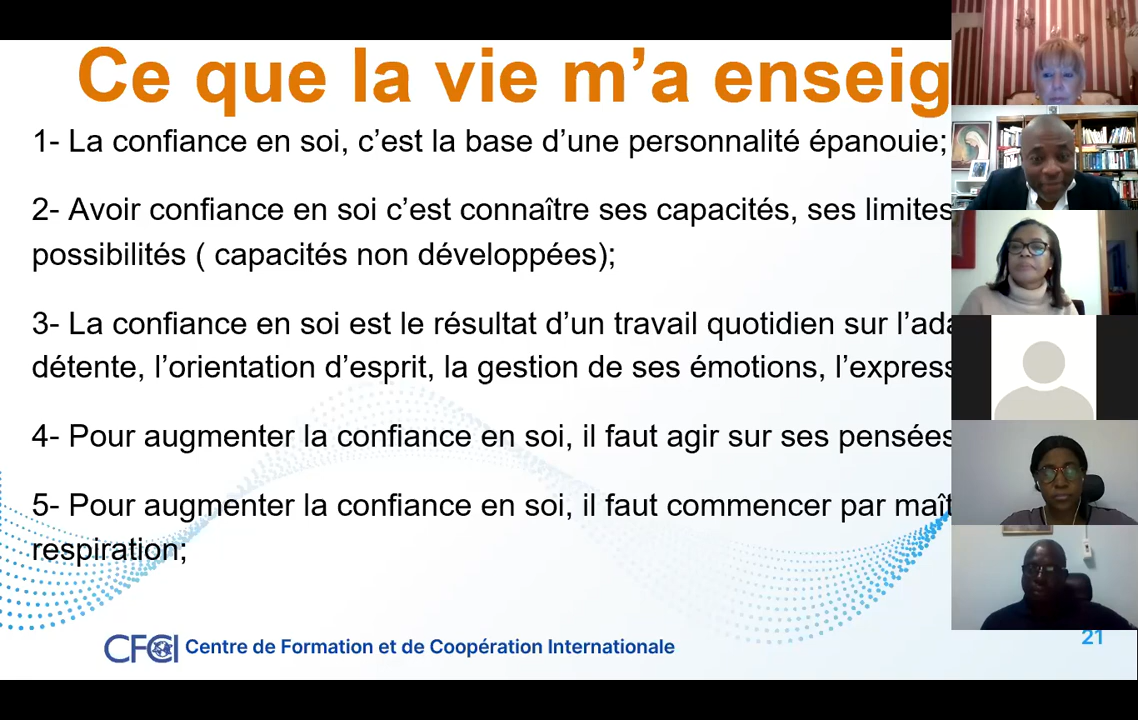 Ce que la vie m’a enseig
1- La confiance en soi, c’est la base d’une personnalité épanouie;
2- Avoir confiance en soi c’est connaître ses capacités, ses limites
possibilités ( capacités non développées);
3- La confiance en soi est le résultat d’un travail quotidien sur l’ada
détente, l’orientation d’esprit, la gestion de ses émotions, l’express
4- Pour augmenter la confiance en soi, il faut agir sur ses pensées
5- Pour augmenter la confiance en soi, il faut commencer par maît
respiration;
CFCI Centre de Formation et de Coopération Internationale
21